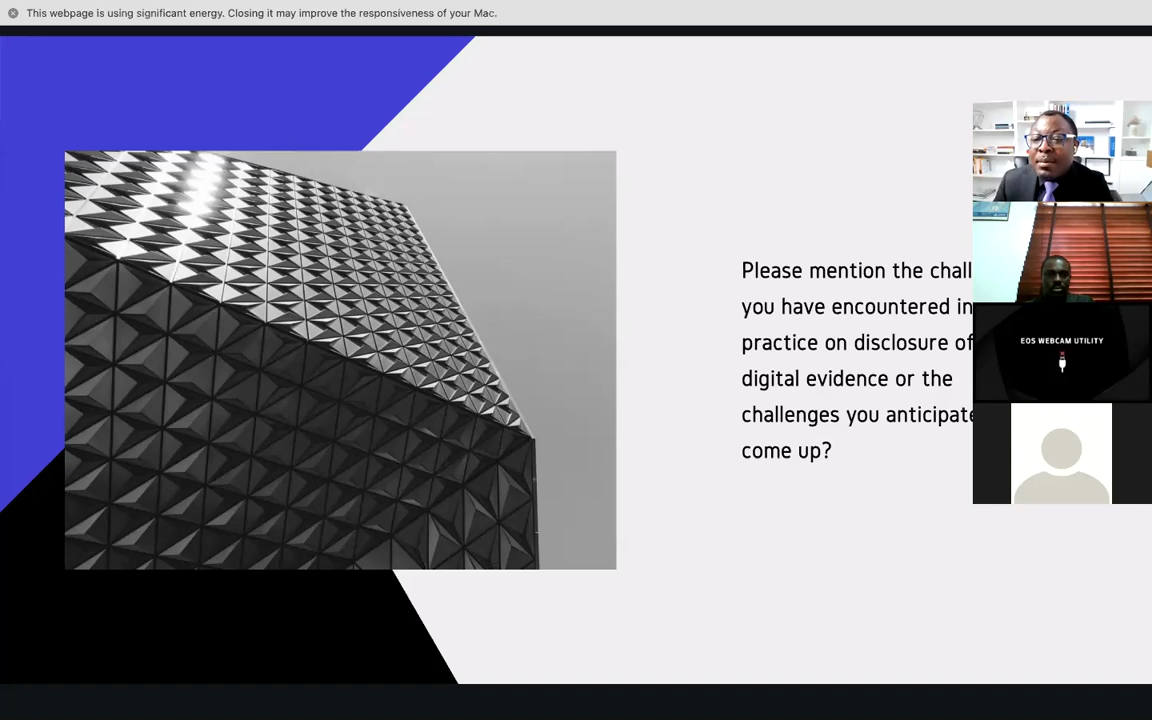 This webpage is using significant energy. Closing it may improve the responsiveness of your Mac.
Please mention the chall
you have encountered in
practice on disclosure of
digital evidence or the
challenges you anticipate
come up?
EOS WEBCAM UTILITY